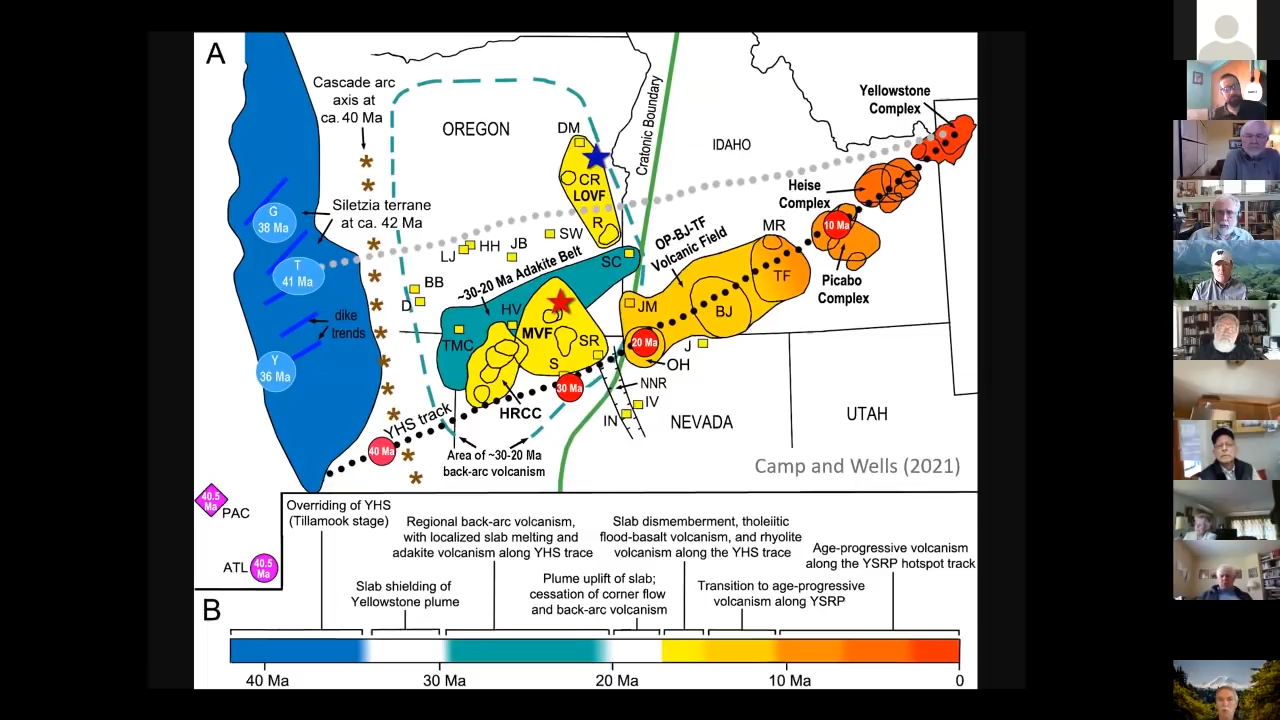 A
Cascade arc
axis at
ca. 40 Ma
OREGON
DM
Cratonic Boundary
IDAHO
Yellowstone
Complex
CR
LOVF
R
Heise
Complex
G
38 Ma
Siletzia terrane
at ca. 42 Ma
SW
HH
JB
LJ
OP-BJ-TF
Volcanic Field
MR
10 Ma
T
41 Ma
SC
~30-20 Ma Adakite Belt
TF
Picabo
Complex
BB
D
HV
JM
BJ
dike
trends
TMC
MVF
SR
20 Ma
J
Y
36 Ma
S
OH
30 Ma
NNR
HRCC
IV
IN
NEVADA
UTAH
YHS track
40 Ma
Area of ~30-20 Ma
back-arc volcanism
Camp and Wells (2021)
40.5
Ma
PAC
ATL
40.5
Ma
Overriding of YHS
(Tillamook stage)
Regional back-arc volcanism,
with localized slab melting and
adakite volcanism along YHS trace
Slab dismemberment, tholeiitic
flood-basalt volcanism, and rhyolite
volcanism along the YHS trace
Age-progressive volcanism
along the YSRP hotspot track
Slab shielding of
Yellowstone plume
Plume uplift of slab;
cessation of corner flow
and back-arc volcanism
Transition to age-progressive
volcanism along YSRP
B
40 Ma
30 Ma
20 Ma
10 Ma
0